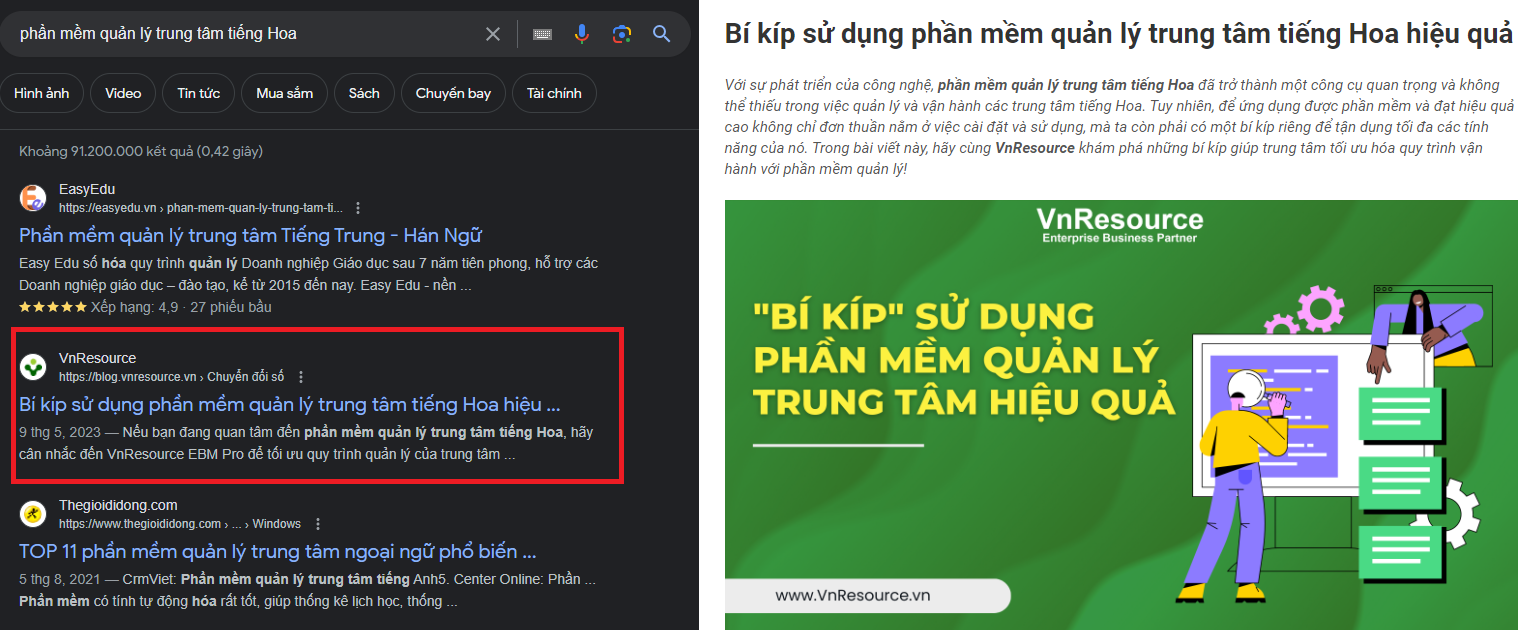 phần mềm quản lý trung tâm tiếng Hoa
Hình ảnh
Video
Tin tức
Mua sắm
Sách
Chuyến bay
Tài chính
Khoảng 91.200.000 kết quả (0,42 giây)
EasyEdu
https://easyedu.vn › phan-mem-quan-ly-trung-tam-ti...
Phần mềm quản lý trung tâm Tiếng Trung - Hán Ngữ
Easy Edu số hóa quy trình quản lý Doanh nghiệp Giáo dục sau 7 năm tiên phong, hỗ trợ các
Doanh nghiệp giáo dục – đào tạo, kể từ 2015 đến nay. Easy Edu - nền ...
Xếp hạng: 4,9 · 27 phiếu bầu
VnResource
https://blog.vnresource.vn › Chuyển đổi số
Bí kíp sử dụng phần mềm quản lý trung tâm tiếng Hoa hiệu ...
9 thg 5, 2023 — Nếu bạn đang quan tâm đến phần mềm quản lý trung tâm tiếng Hoa, hãy
cân nhắc đến VnResource EBM Pro để tối ưu quy trình quản lý của trung tâm ...
Thegioididong.com
https://www.thegioididong.com › ... › Windows
TOP 11 phần mềm quản lý trung tâm ngoại ngữ phổ biến ...
5 thg 8, 2021 — CrmViet: Phần mềm quản lý trung tâm tiếng Anh5. Center Online: Phần ...
Phần mềm có tính tự động hóa rất tốt, giúp thống kê lịch học, thống ...
Bí kíp sử dụng phần mềm quản lý trung tâm tiếng Hoa hiệu quả
Với sự phát triển của công nghệ, phần mềm quản lý trung tâm tiếng Hoa đã trở thành một công cụ quan trọng và không
thể thiếu trong việc quản lý và vận hành các trung tâm tiếng Hoa. Tuy nhiên, để ứng dụng được phần mềm và đạt hiệu quả
cao không chỉ đơn thuần nằm ở việc cài đặt và sử dụng, mà ta còn phải có một bí kíp riêng để tận dụng tối đa các tính
năng của nó. Trong bài viết này, hãy cùng VnResource khám phá những bí kíp giúp trung tâm tối ưu hóa quy trình vận
hành với phần mềm quản lý!
VnResource
Enterprise Business Partner
"BÍ KÍP" SỬ DỤNG
PHẦN MỀM QUẢN LÝ
TRUNG TÂM HIỆU QUẢ
www.VnResource.vn